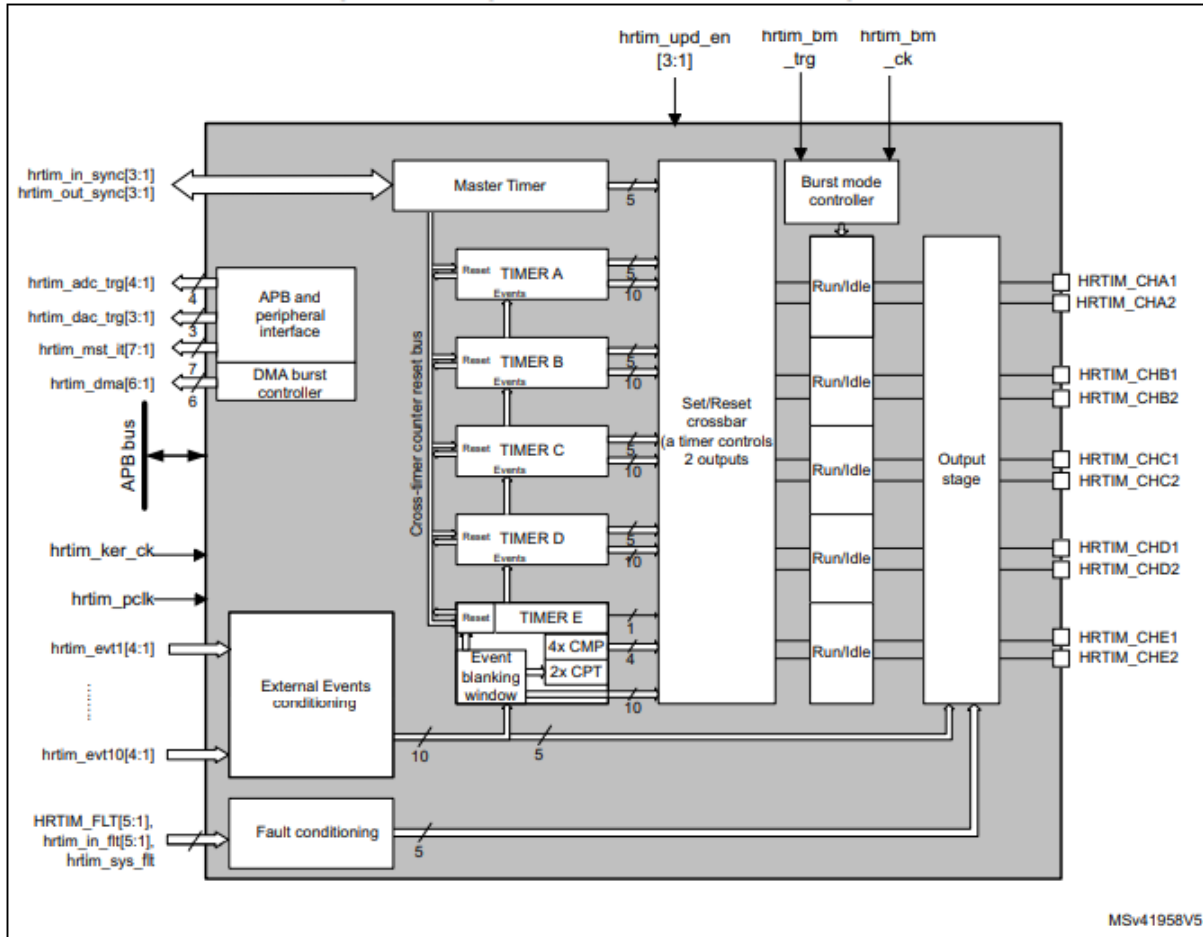 hrtim_upd_en
[3:1]
hrtim_bm
_trg
hrtim_bm
_ck
hrtim_in_sync[3:1]
hrtim_out_sync[3:1]
Master Timer
5
Burst mode
controller
hrtim_adc_trg[4:1]
4
hrtim_dac_trg[3:1]
3
hrtim_mst_it[7:1]
7
hrtim_dma[6:1]
6
APB and
peripheral
interface
DMA burst
controller
APB bus
hrtim_ker_ck
hrtim_pclk
hrtim_evt1[4:1]
........
hrtim_evt10[4:1]
External Events
conditioning
10
5
HRTIM_FLT[5:1],
hrtim_in_flt[5:1],
hrtim_sys_flt
Fault conditioning
5
Cross-timer counter reset bus
Reset
TIMER A
Events
5
10
Reset
TIMER B
Events
5
10
Reset
TIMER C
Events
5
10
Reset
TIMER D
Events
5
10
Reset
TIMER E
1
4x CMP
4
2x CPT
Event
blanking
window
10
Set/Reset
crossbar
(a timer controls
2 outputs
Run/Idle
Run/Idle
Run/Idle
Run/Idle
Run/Idle
Output
stage
HRTIM_CHA1
HRTIM_CHA2
HRTIM_CHB1
HRTIM_CHB2
HRTIM_CHC1
HRTIM_CHC2
HRTIM_CHD1
HRTIM_CHD2
HRTIM_CHE1
HRTIM_CHE2
MSv41958V5